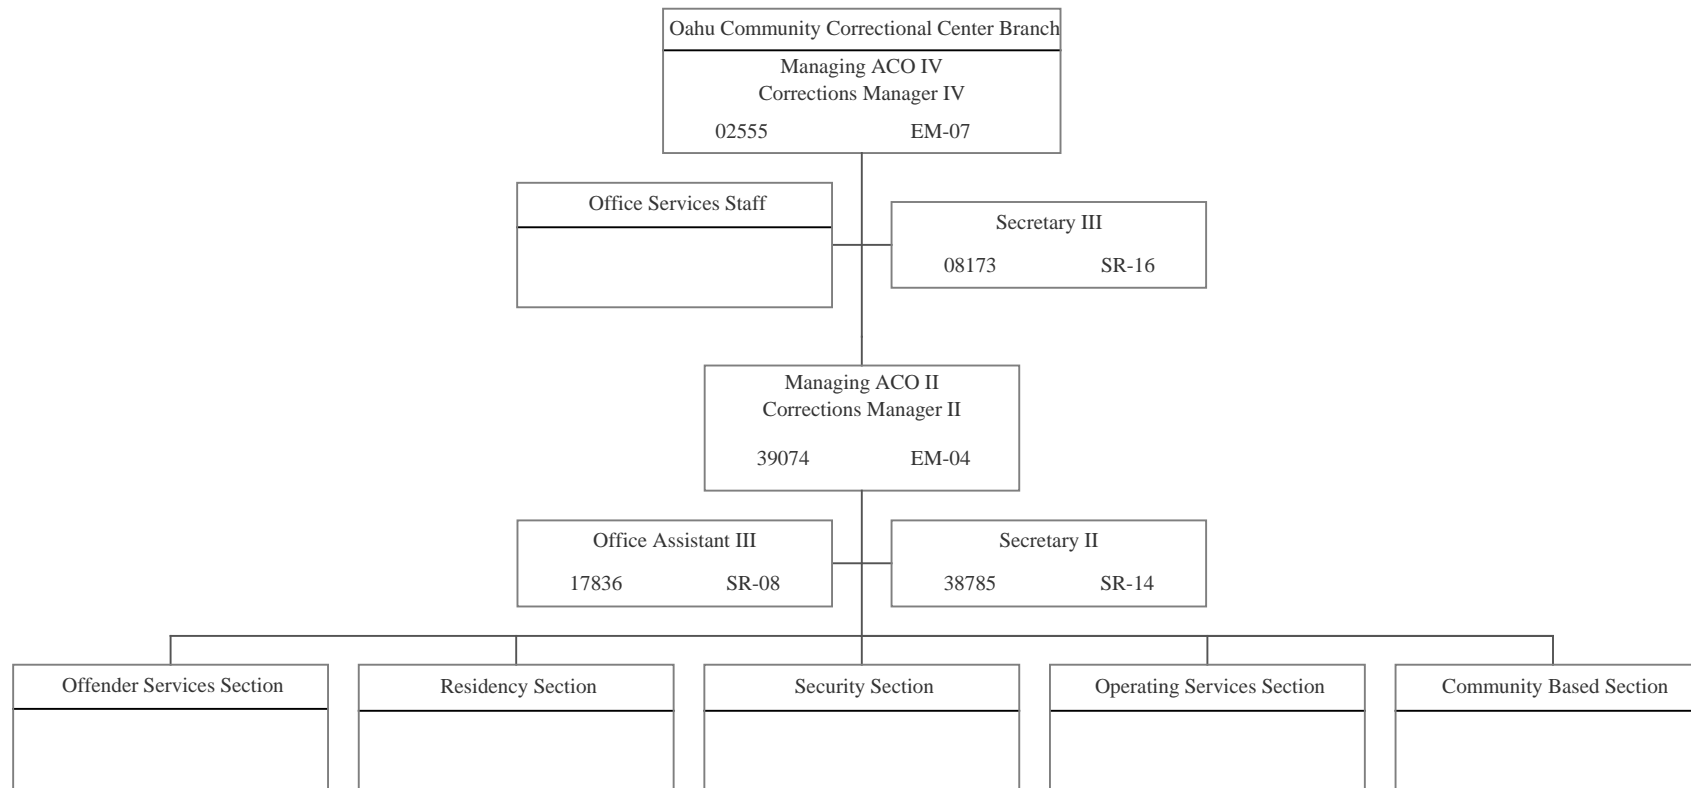 Oahu Community Correctional Center Branch
Managing ACO IV
Corrections Manager IV
02555 EM-07
Office Services Staff
Secretary III
08173 SR-16
Managing ACO II
Corrections Manager II
39074 EM-04
Office Assistant III
17836 SR-08
Secretary II
38785 SR-14
Offender Services Section
Residency Section
Security Section
Operating Services Section
Community Based Section